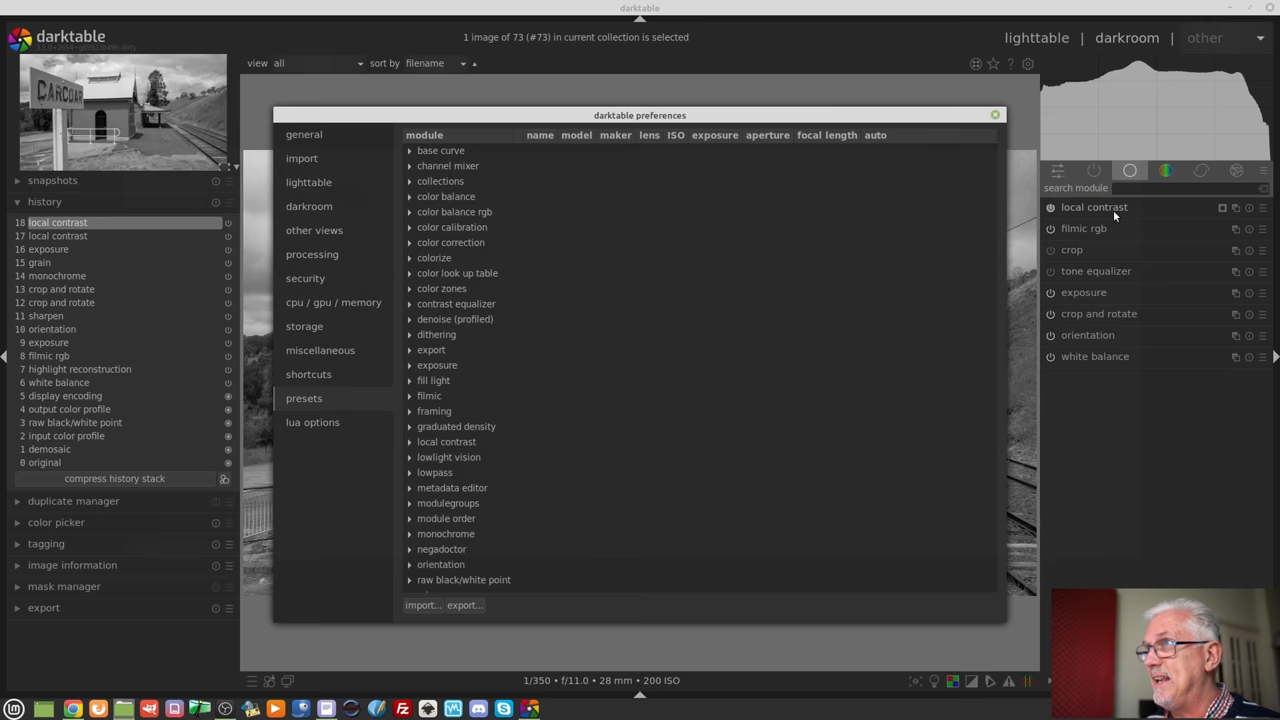 darktable
darktable
3.5.0+2654~g89923b49b-dirty
1 image of 73 (#73) in current collection is selected
lighttable | darkroom | other
view all sort by filename
CARCOAR
snapshots
history
18 local contrast
17 local contrast
16 exposure
15 grain
14 monochrome
13 crop and rotate
12 crop and rotate
11 sharpen
10 orientation
9 exposure
8 filmic rgb
7 highlight reconstruction
6 white balance
5 display encoding
4 output color profile
3 raw black/white point
2 input color profile
1 demosaic
0 original
compress history stack
duplicate manager
color picker
tagging
image information
mask manager
export
darktable preferences
general
import
lighttable
darkroom
other views
processing
security
cpu / gpu / memory
storage
miscellaneous
shortcuts
presets
lua options
module name model maker lens ISO exposure aperture focal length auto
base curve
channel mixer
collections
color balance
color balance rgb
color calibration
color correction
colorize
color look up table
color zones
contrast equalizer
denoise (profiled)
dithering
export
exposure
fill light
filmic
framing
graduated density
local contrast
lowlight vision
lowpass
metadata editor
modulegroups
module order
monochrome
negadoctor
orientation
raw black/white point
import... export...
search module
local contrast
filmic rgb
crop
tone equalizer
exposure
crop and rotate
orientation
white balance
1/350 • f/11.0 • 28 mm • 200 ISO